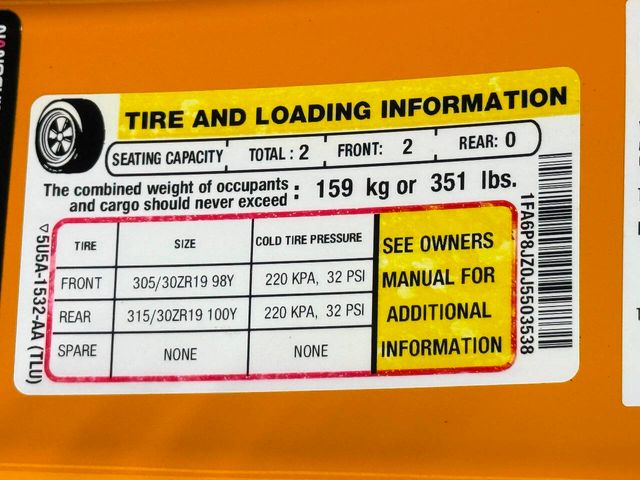 TIRE AND LOADING INFORMATION
SEATING CAPACITY TOTAL : 2 FRONT: 2 REAR: 0
The combined weight of occupants
and cargo should never exceed : 159 kg or 351 lbs.
TIRE SIZE COLD TIRE PRESSURE
FRONT 305/30ZR19 98Y 220 KPA, 32 PSI
REAR 315/30ZR19 100Y 220 KPA, 32 PSI
SPARE NONE NONE
SEE OWNERS
MANUAL FOR
ADDITIONAL
INFORMATION
▽5U5A-1532-AA (TLU)
1FA6P8JZ0J5503538